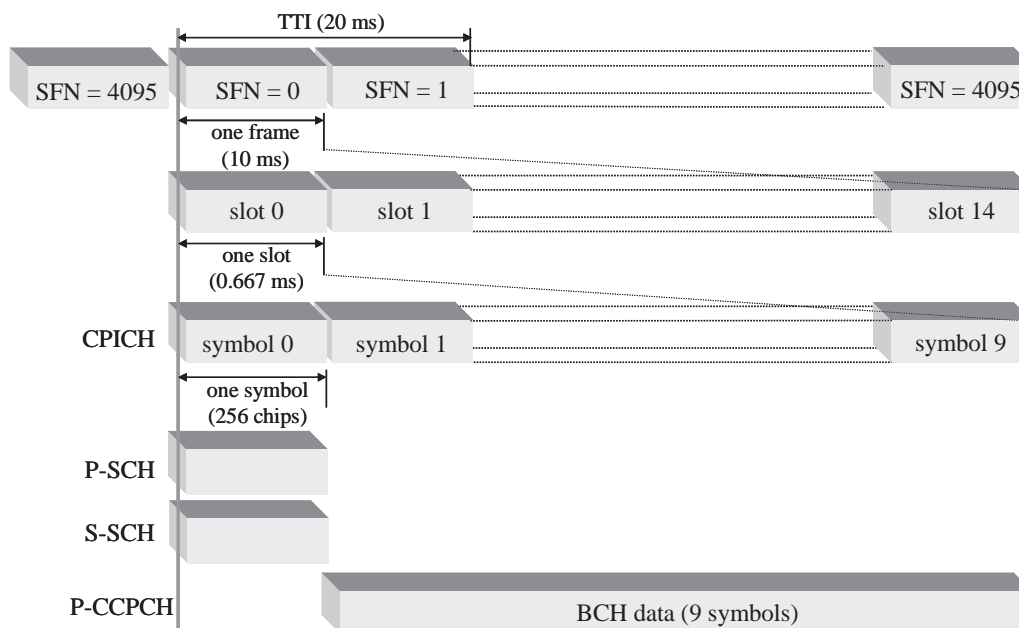 TTI (20 ms)
SFN = 4095
SFN = 0
SFN = 1
SFN = 4095
one frame
(10 ms)
slot 0
slot 1
slot 14
one slot
(0.667 ms)
CPICH
symbol 0
symbol 1
symbol 9
one symbol
(256 chips)
P-SCH
S-SCH
P-CCPCH
BCH data (9 symbols)